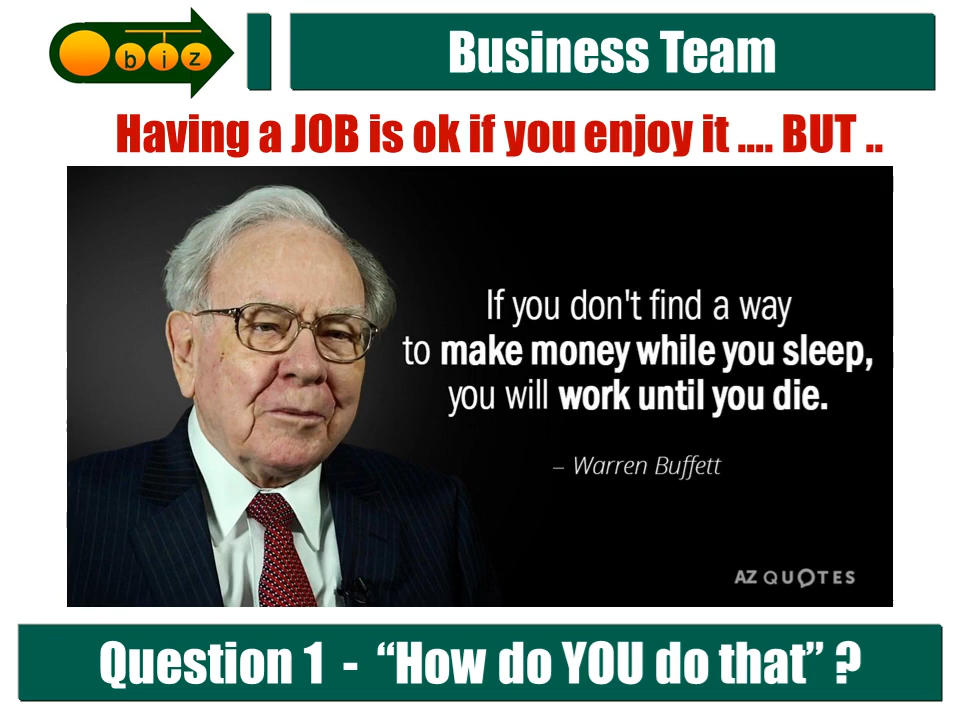 biz
Business Team
Having a JOB is ok if you enjoy it .... BUT ..
If you don't find a way
to make money while you sleep,
you will work until you die.
– Warren Buffett
AZ QUOTES
Question 1 - “How do YOU do that” ?